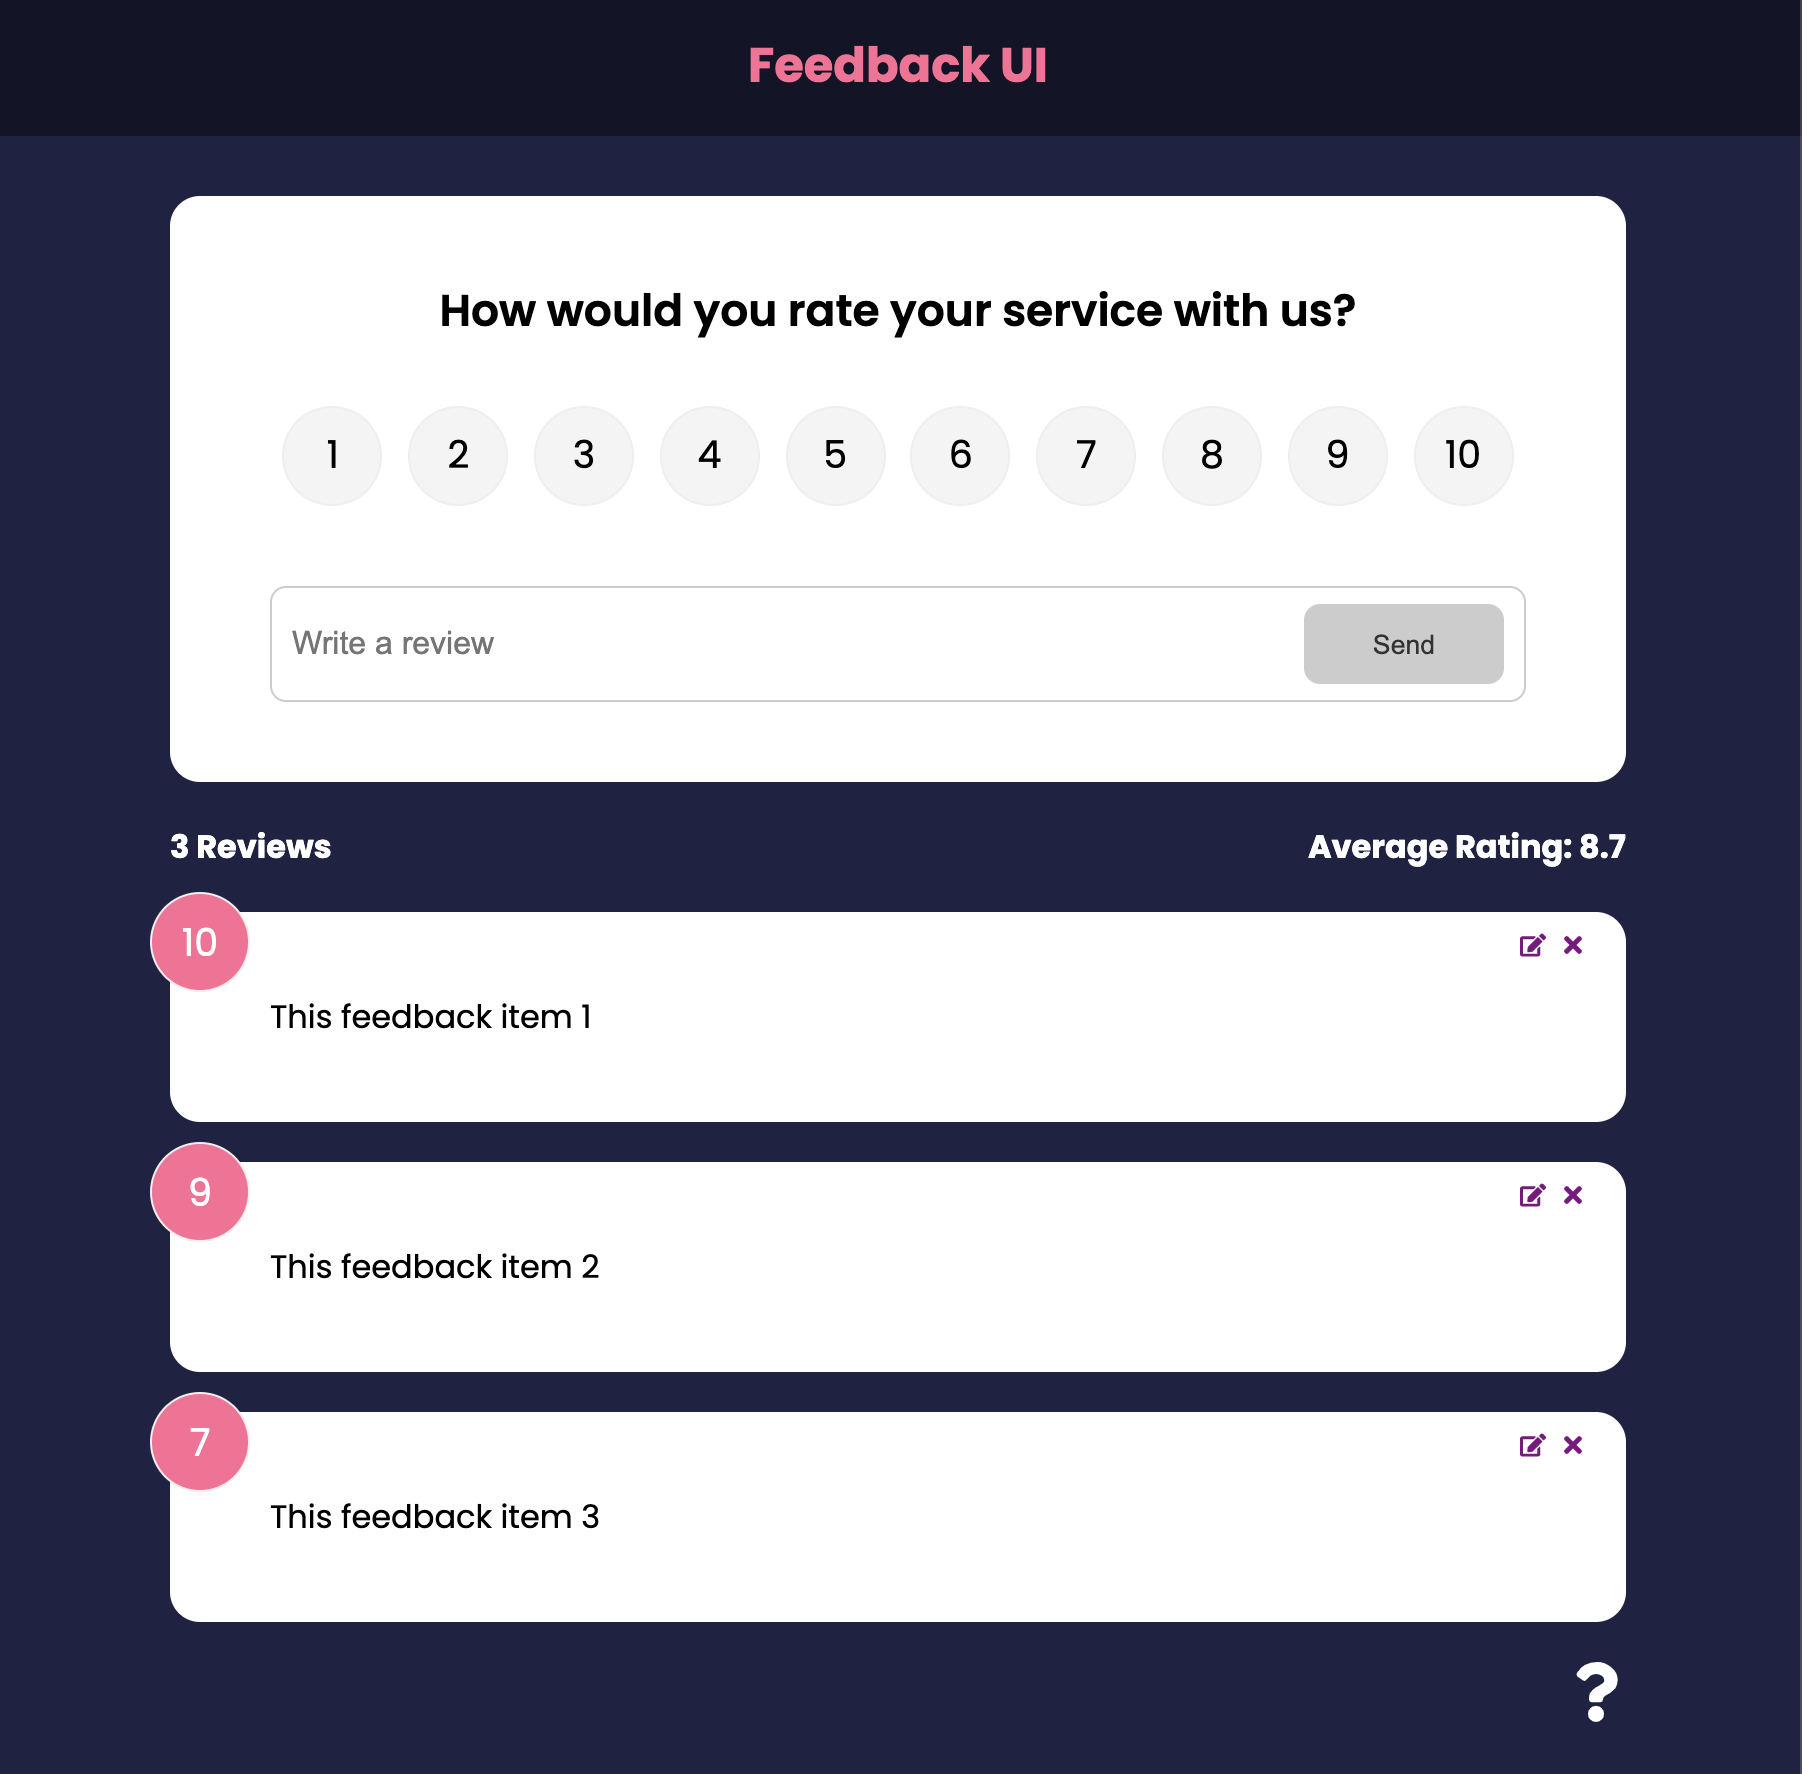 Feedback UI
How would you rate your service with us?
1 2 3 4 5 6 7 8 9 10
Write a review Send
3 Reviews Average Rating: 8.7
10
This feedback item 1
9
This feedback item 2
7
This feedback item 3
?